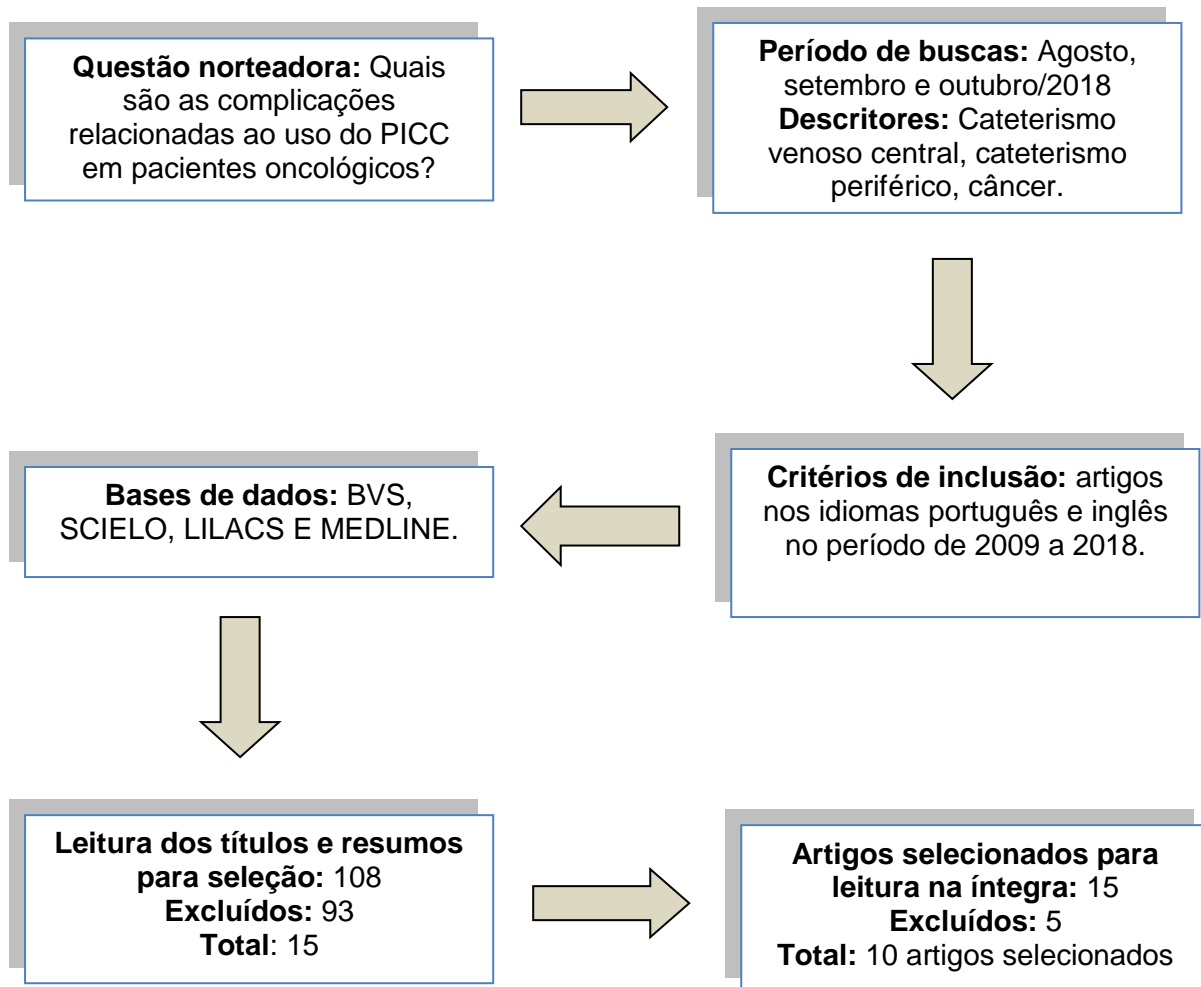 Questão norteadora: Quais
são as complicações
relacionadas ao uso do PICC
em pacientes oncológicos?
Período de buscas: Agosto,
setembro e outubro/2018
Descritores: Cateterismo
venoso central, cateterismo
periférico, câncer.
Critérios de inclusão: artigos
nos idiomas português e inglês
no período de 2009 a 2018.
Bases de dados: BVS,
SCIELO, LILACS E MEDLINE.
Leitura dos títulos e resumos
para seleção: 108
Excluídos: 93
Total: 15
Artigos selecionados para
leitura na íntegra: 15
Excluídos: 5
Total: 10 artigos selecionados